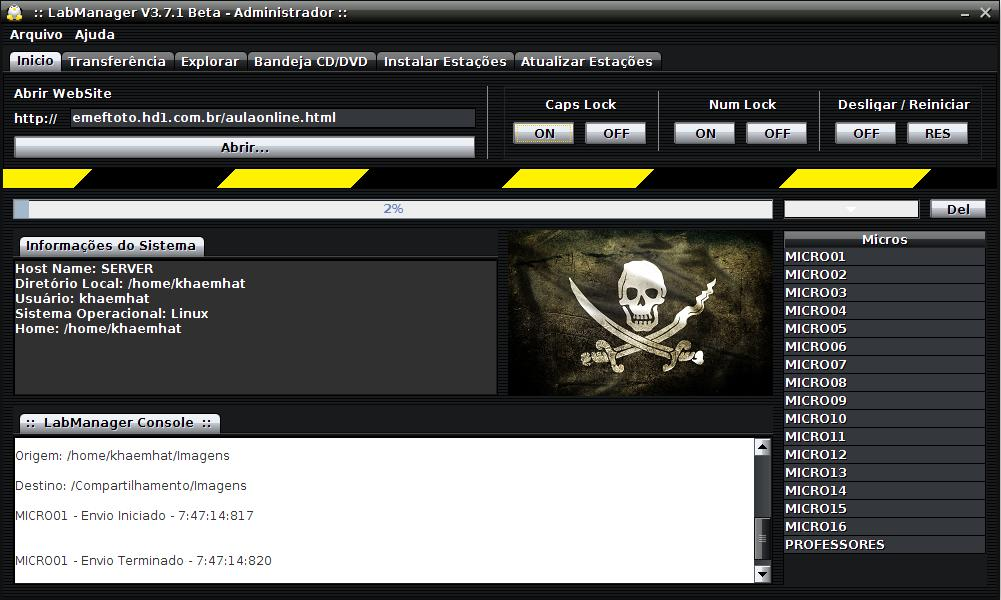 :: LabManager V3.7.1 Beta - Administrador ::
Arquivo Ajuda
Inicio Transferência Explorar Bandeja CD/DVD Instalar Estações Atualizar Estações
Abrir WebSite
http:// emeftoto.hd1.com.br/aulaonline.html
Abrir...
Caps Lock
ON OFF
Num Lock
ON OFF
Desligar / Reiniciar
OFF RES
2%
Del
Informações do Sistema
Host Name: SERVER
Diretório Local: /home/khaemhat
Usuário: khaemhat
Sistema Operacional: Linux
Home: /home/khaemhat
:: LabManager Console ::
Origem: /home/khaemhat/Imagens
Destino: /Compartilhamento/Imagens
MICRO01 - Envio Iniciado - 7:47:14:817
MICRO01 - Envio Terminado - 7:47:14:820
Micros
MICRO01
MICRO02
MICRO03
MICRO04
MICRO05
MICRO06
MICRO07
MICRO08
MICRO09
MICRO10
MICRO11
MICRO12
MICRO13
MICRO14
MICRO15
MICRO16
PROFESSORES